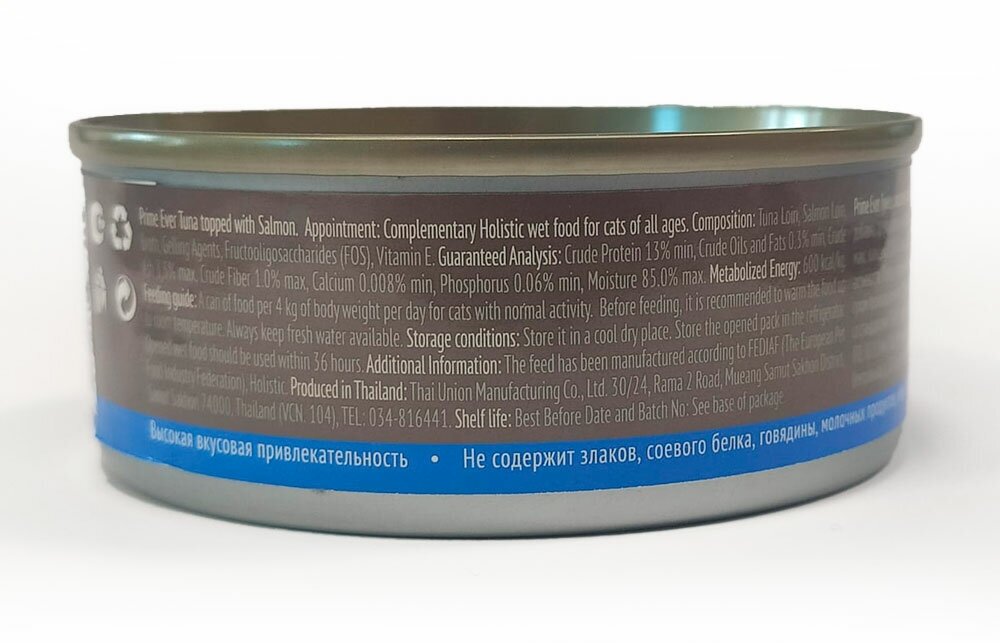 Prime Ever Tuna topped with Salmon. Appointment: Complementary Holistic wet food for cats of all ages. Composition: Tuna Loin, Salmon Loin,
Gelling Agents, Fructooligosaccharides (FOS), Vitamin E. Guaranteed Analysis: Crude Protein 13% min, Crude Oils and Fats 0.3% min, Crude
max, Crude Fiber 1.0% max, Calcium 0.008% min, Phosphorus 0.06% min, Moisture 85.0% max. Metabolized Energy: 600 kcal/kg.
Feeding guide: A can of food per 4 kg of body weight per day for cats with normal activity. Before feeding, it is recommended to warm the food up
to room temperature. Always keep fresh water available. Storage conditions: Store it in a cool dry place. Store the opened pack in the refrigerator.
Opened wet food should be used within 36 hours. Additional Information: The feed has been manufactured according to FEDIAF (The European Pet
Food Industry Federation), Holistic. Produced in Thailand: Thai Union Manufacturing Co., Ltd. 30/24, Rama 2 Road, Mueang Samut Sakhon District,
Samut Sakhon 74000, Thailand (VCN. 104), TEL: 034-816441. Shelf life: Best Before Date and Batch No: See base of package
Высокая вкусовая привлекательность • Не содержит злаков, соевого белка, говядины, молочных продуктов